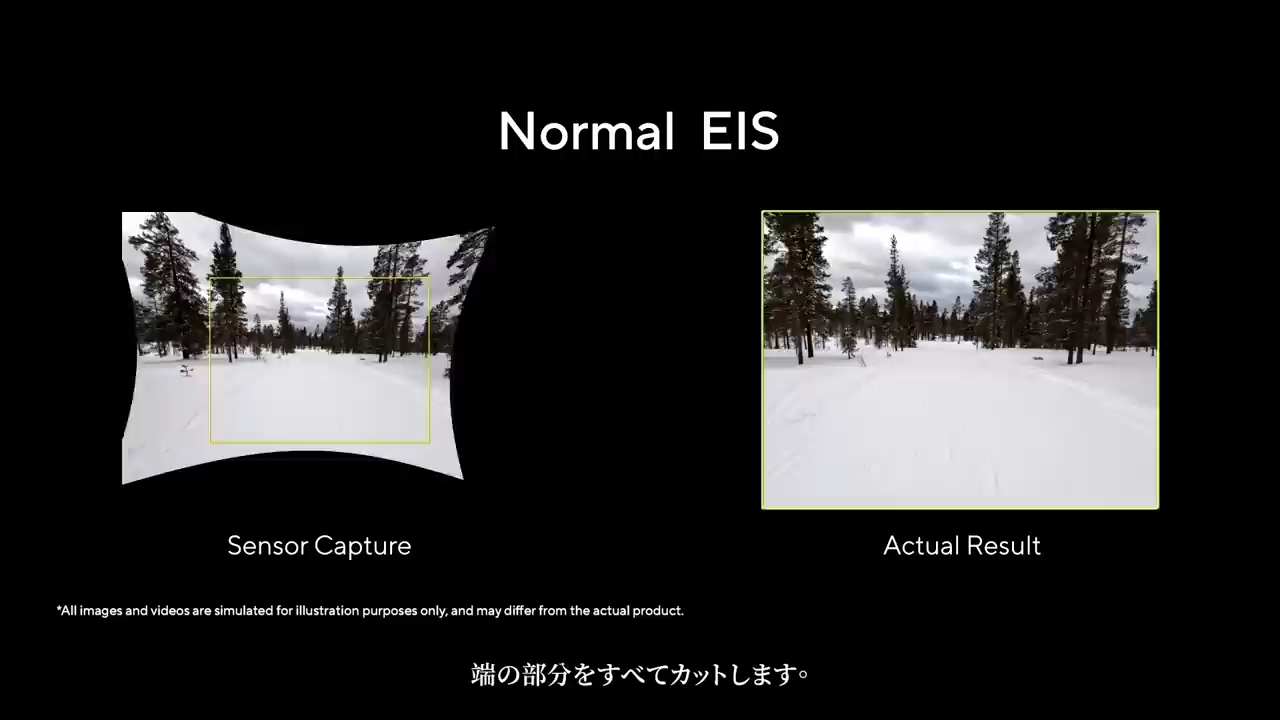 Normal EIS
Sensor Capture
Actual Result
*All images and videos are simulated for illustration purposes only, and may differ from the actual product.
端の部分をすべてカットします。